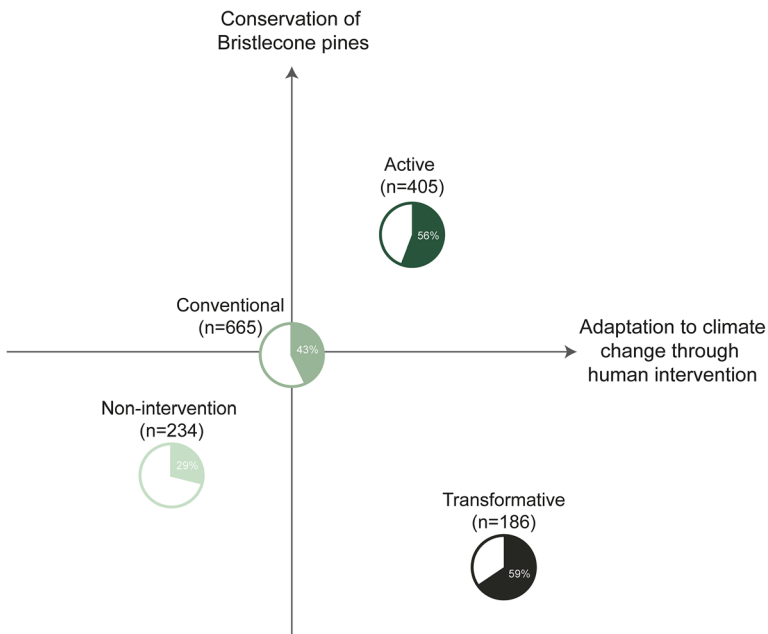 Conservation of
Bristlecone pines
Active
(n=405)
56%
Conventional
(n=665)
43%
Adaptation to climate
change through
human intervention
Non-intervention
(n=234)
29%
Transformative
(n=186)
59%